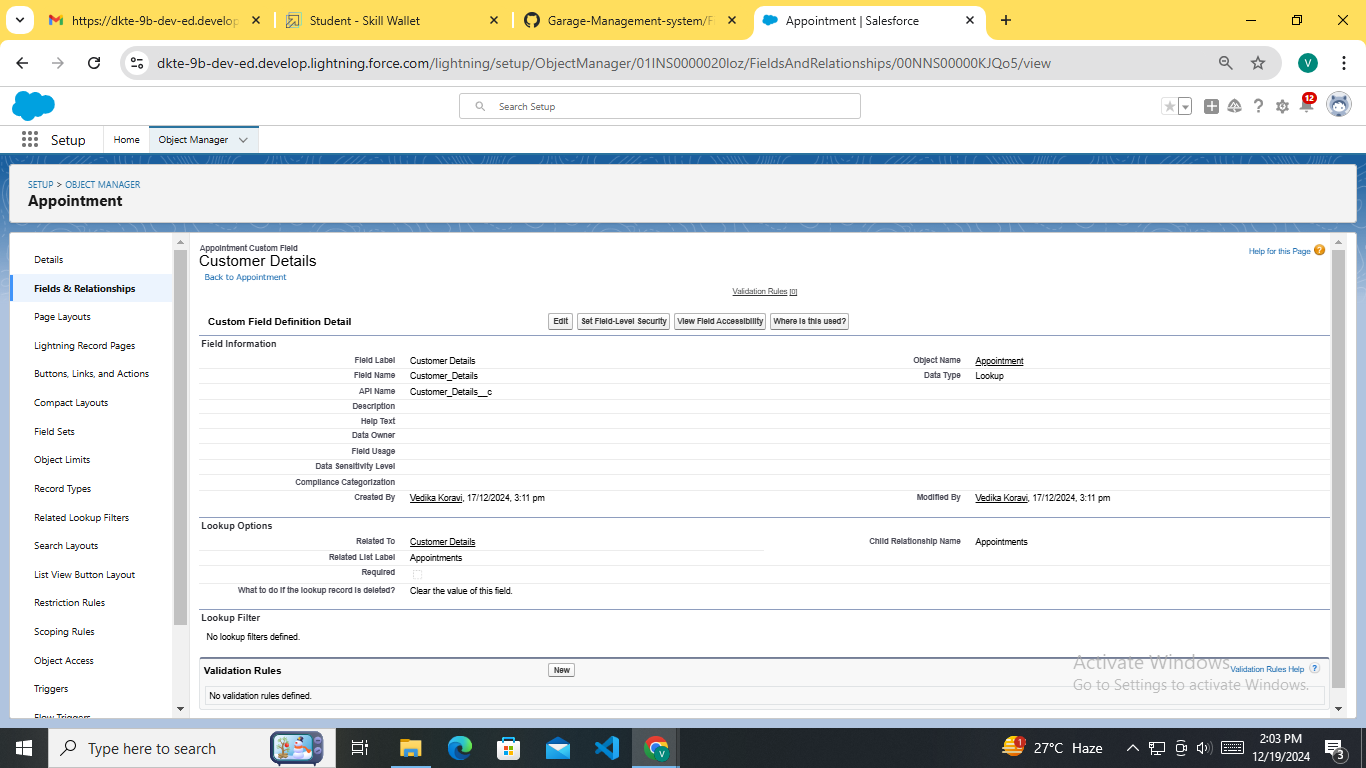 https://dkte-9b-dev-ed.develop
Student - Skill Wallet
Garage-Management-system/F
Appointment | Salesforce
dkte-9b-dev-ed.develop.lightning.force.com/lightning/setup/ObjectManager/01INS0000020Ioz/FieldsAndRelationships/00NNS00000KJQo5/view
V
Search Setup
12
Setup
Home
Object Manager
SETUP > OBJECT MANAGER
Appointment
Details
Fields & Relationships
Page Layouts
Lightning Record Pages
Buttons, Links, and Actions
Compact Layouts
Field Sets
Object Limits
Record Types
Related Lookup Filters
Search Layouts
List View Button Layout
Restriction Rules
Scoping Rules
Object Access
Triggers
Flow Triggers
Appointment Custom Field
Customer Details
Back to Appointment
Help for this Page
Validation Rules [0]
Custom Field Definition Detail
Edit
Set Field-Level Security
View Field Accessibility
Where is this used?
Field Information
Field Label Customer Details Object Name Appointment
Field Name Customer_Details Data Type Lookup
API Name Customer_Details__c
Description
Help Text
Data Owner
Field Usage
Data Sensitivity Level
Compliance Categorization
Created By Vedika Koravi, 17/12/2024, 3:11 pm Modified By Vedika Koravi, 17/12/2024, 3:11 pm
Lookup Options
Related To Customer Details Child Relationship Name Appointments
Related List Label Appointments
Required
What to do if the lookup record is deleted? Clear the value of this field.
Lookup Filter
No lookup filters defined.
Validation Rules
New
Validation Rules Help ?
No validation rules defined.
Activate Windows
Go to Settings to activate Windows.
Type here to search
1
27°C Haze
2:03 PM
12/19/2024
3